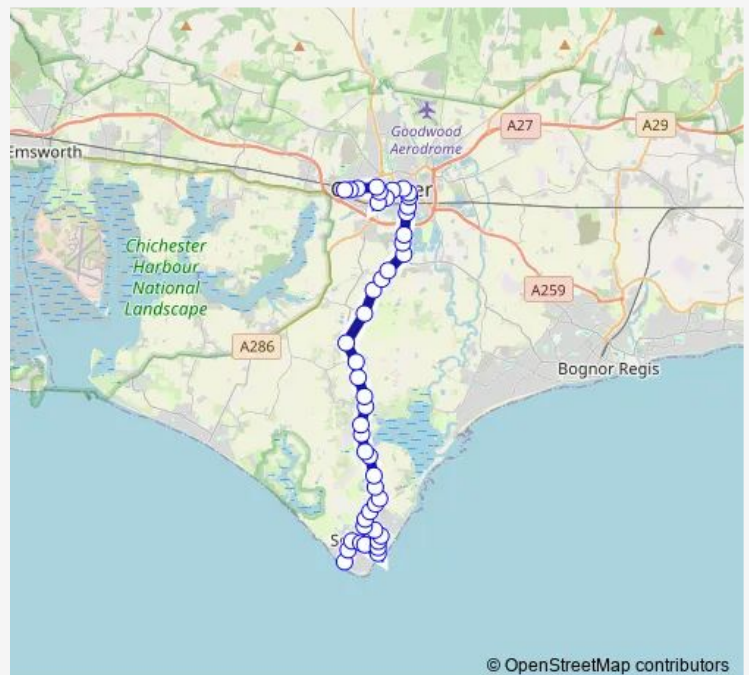 Goodwood
Aerodrome
A27
A29
Emsworth
Chichester
Harbour
National
Landscape
A259
A286
Bognor Regis
© OpenStreetMap contributors